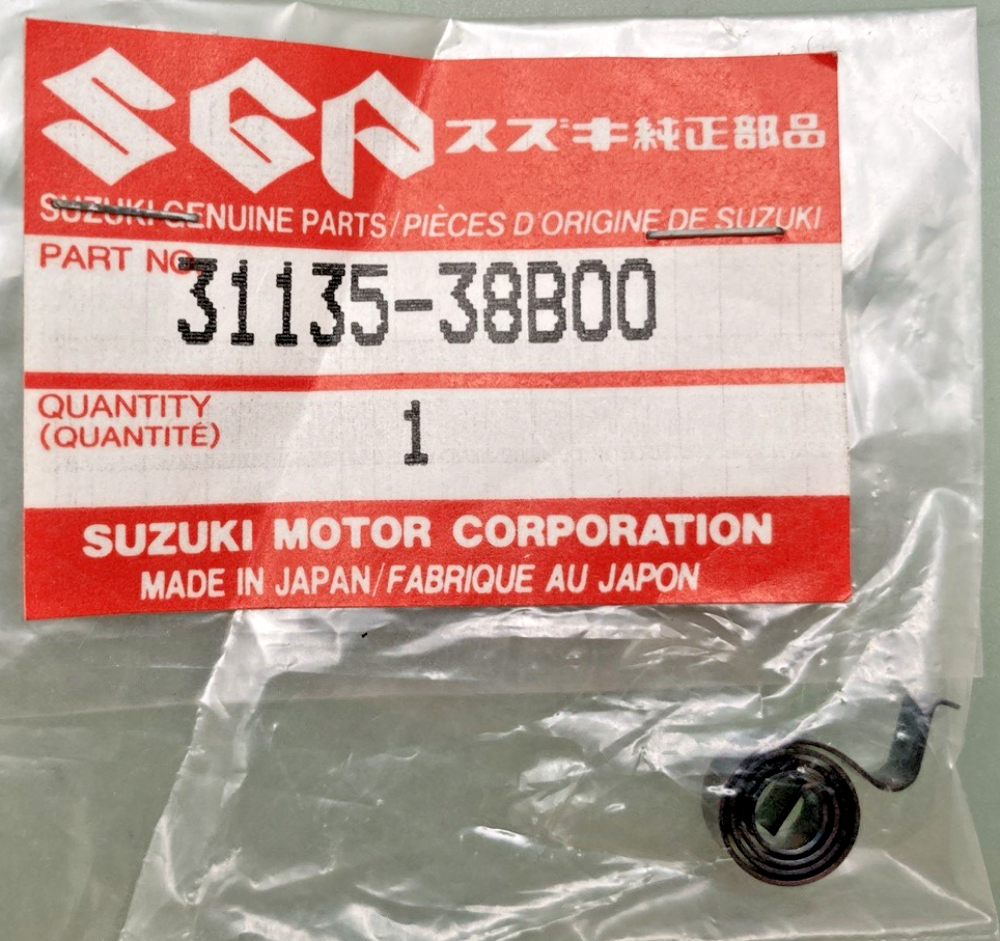 SGP スズキ純正部品
SUZUKI GENUINE PARTS/PIÈCES D'ORIGINE DE SUZUKI
PART NO.
31135-38B00
QUANTITY 1
(QUANTITÉ)
SUZUKI MOTOR CORPORATION
MADE IN JAPAN/FABRIQUE AU JAPON